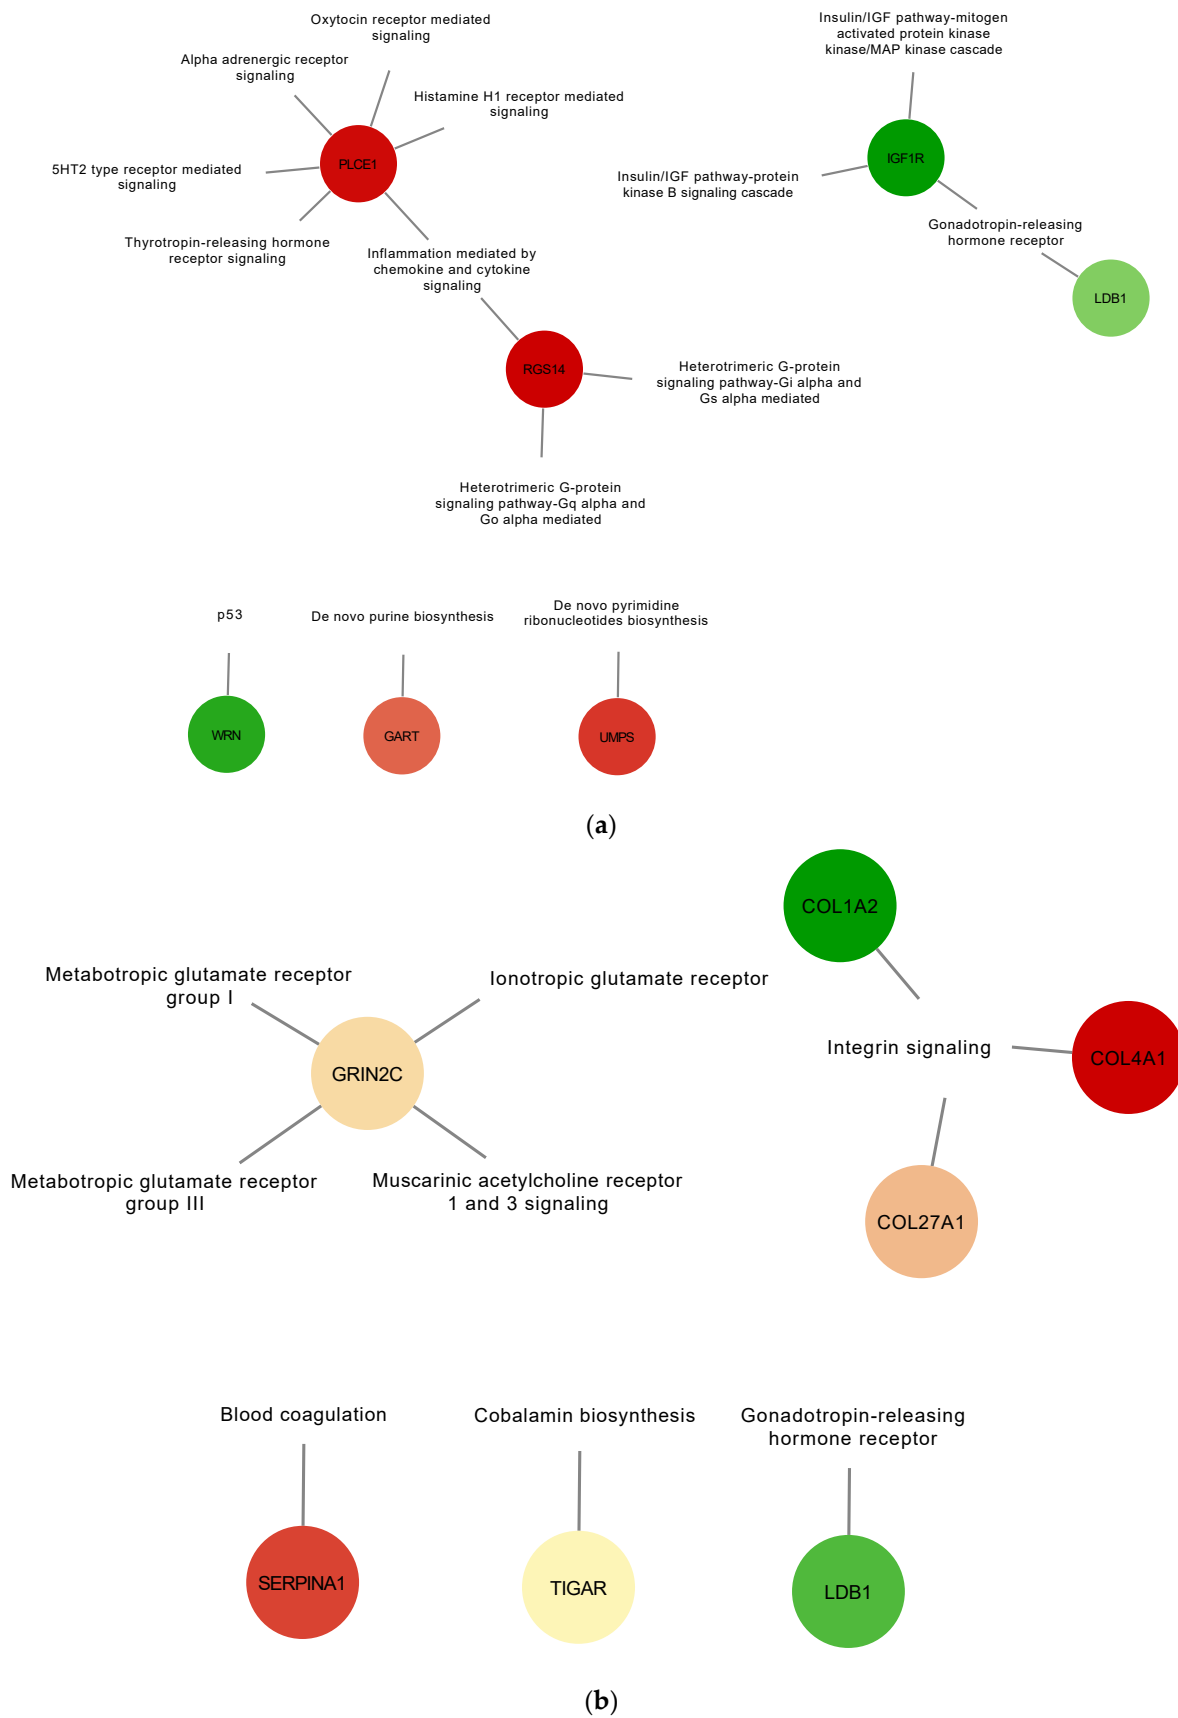 Oxytocin receptor mediated
signaling
Alpha adrenergic receptor
signaling
Histamine H1 receptor mediated
signaling
PLCE1
5HT2 type receptor mediated
signaling
Thyrotropin-releasing hormone
receptor signaling
Inflammation mediated by
chemokine and cytokine
signaling
RGS14
Heterotrimeric G-protein
signaling pathway-Gi alpha and
Gs alpha mediated
Heterotrimeric G-protein
signaling pathway-Gq alpha and
Go alpha mediated
Insulin/IGF pathway-mitogen
activated protein kinase
kinase/MAP kinase cascade
IGF1R
Insulin/IGF pathway-protein
kinase B signaling cascade
Gonadotropin-releasing
hormone receptor
LDB1
p53
WRN
De novo purine biosynthesis
GART
De novo pyrimidine
ribonucleotides biosynthesis
UMPS
(a)
Metabotropic glutamate receptor
group I
Ionotropic glutamate receptor
GRIN2C
Metabotropic glutamate receptor
group III
Muscarinic acetylcholine receptor
1 and 3 signaling
COL1A2
Integrin signaling
COL4A1
COL27A1
Blood coagulation
SERPINA1
Cobalamin biosynthesis
TIGAR
Gonadotropin-releasing
hormone receptor
LDB1
(b)